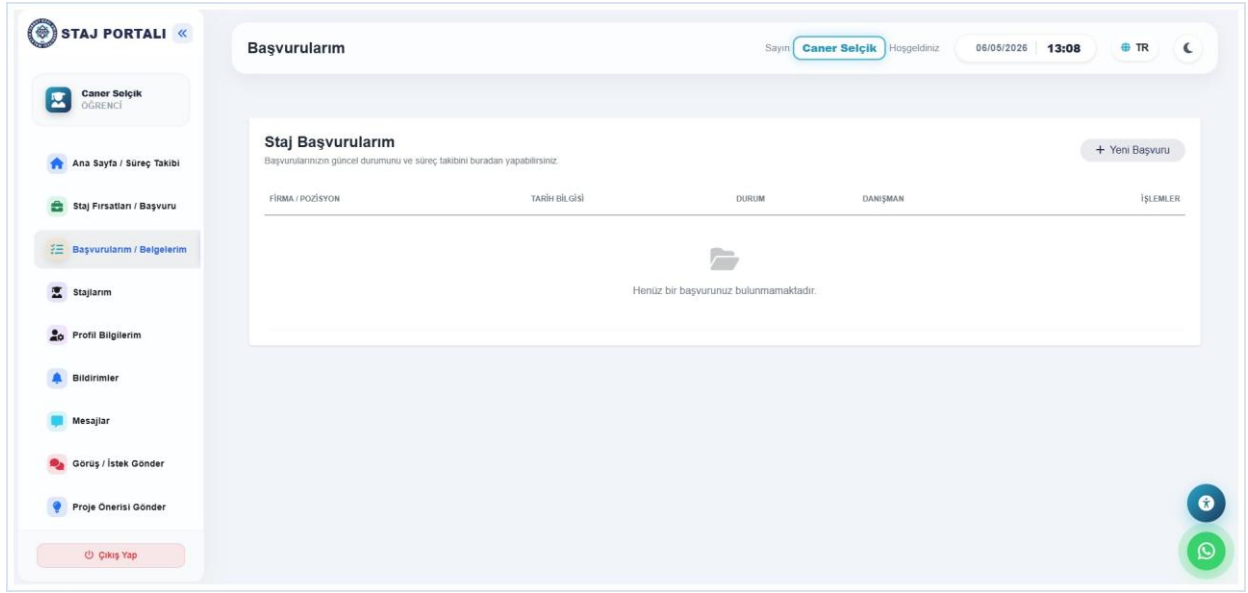 STAJ PORTALI
Başvurularım
Sayın Caner Selçik Hoşgeldiniz
06/05/2026 13:08
TR
Caner Selçik
ÖĞRENCİ
Ana Sayfa / Süreç Takibi
Staj Fırsatları / Başvuru
Başvurularım / Belgelerim
Stajlarım
Profil Bilgilerim
Bildirimler
Mesajlar
Görüş / İstek Gönder
Proje Önerisi Gönder
Çıkış Yap
Staj Başvurularım
Başvurularınızın güncel durumunu ve süreç takibini buradan yapabilirsiniz.
+ Yeni Başvuru
FİRMA / POZİSYON TARİH BİLGİSİ DURUM DANIŞMAN İŞLEMLER
Henüz bir başvurunuz bulunmamaktadır.